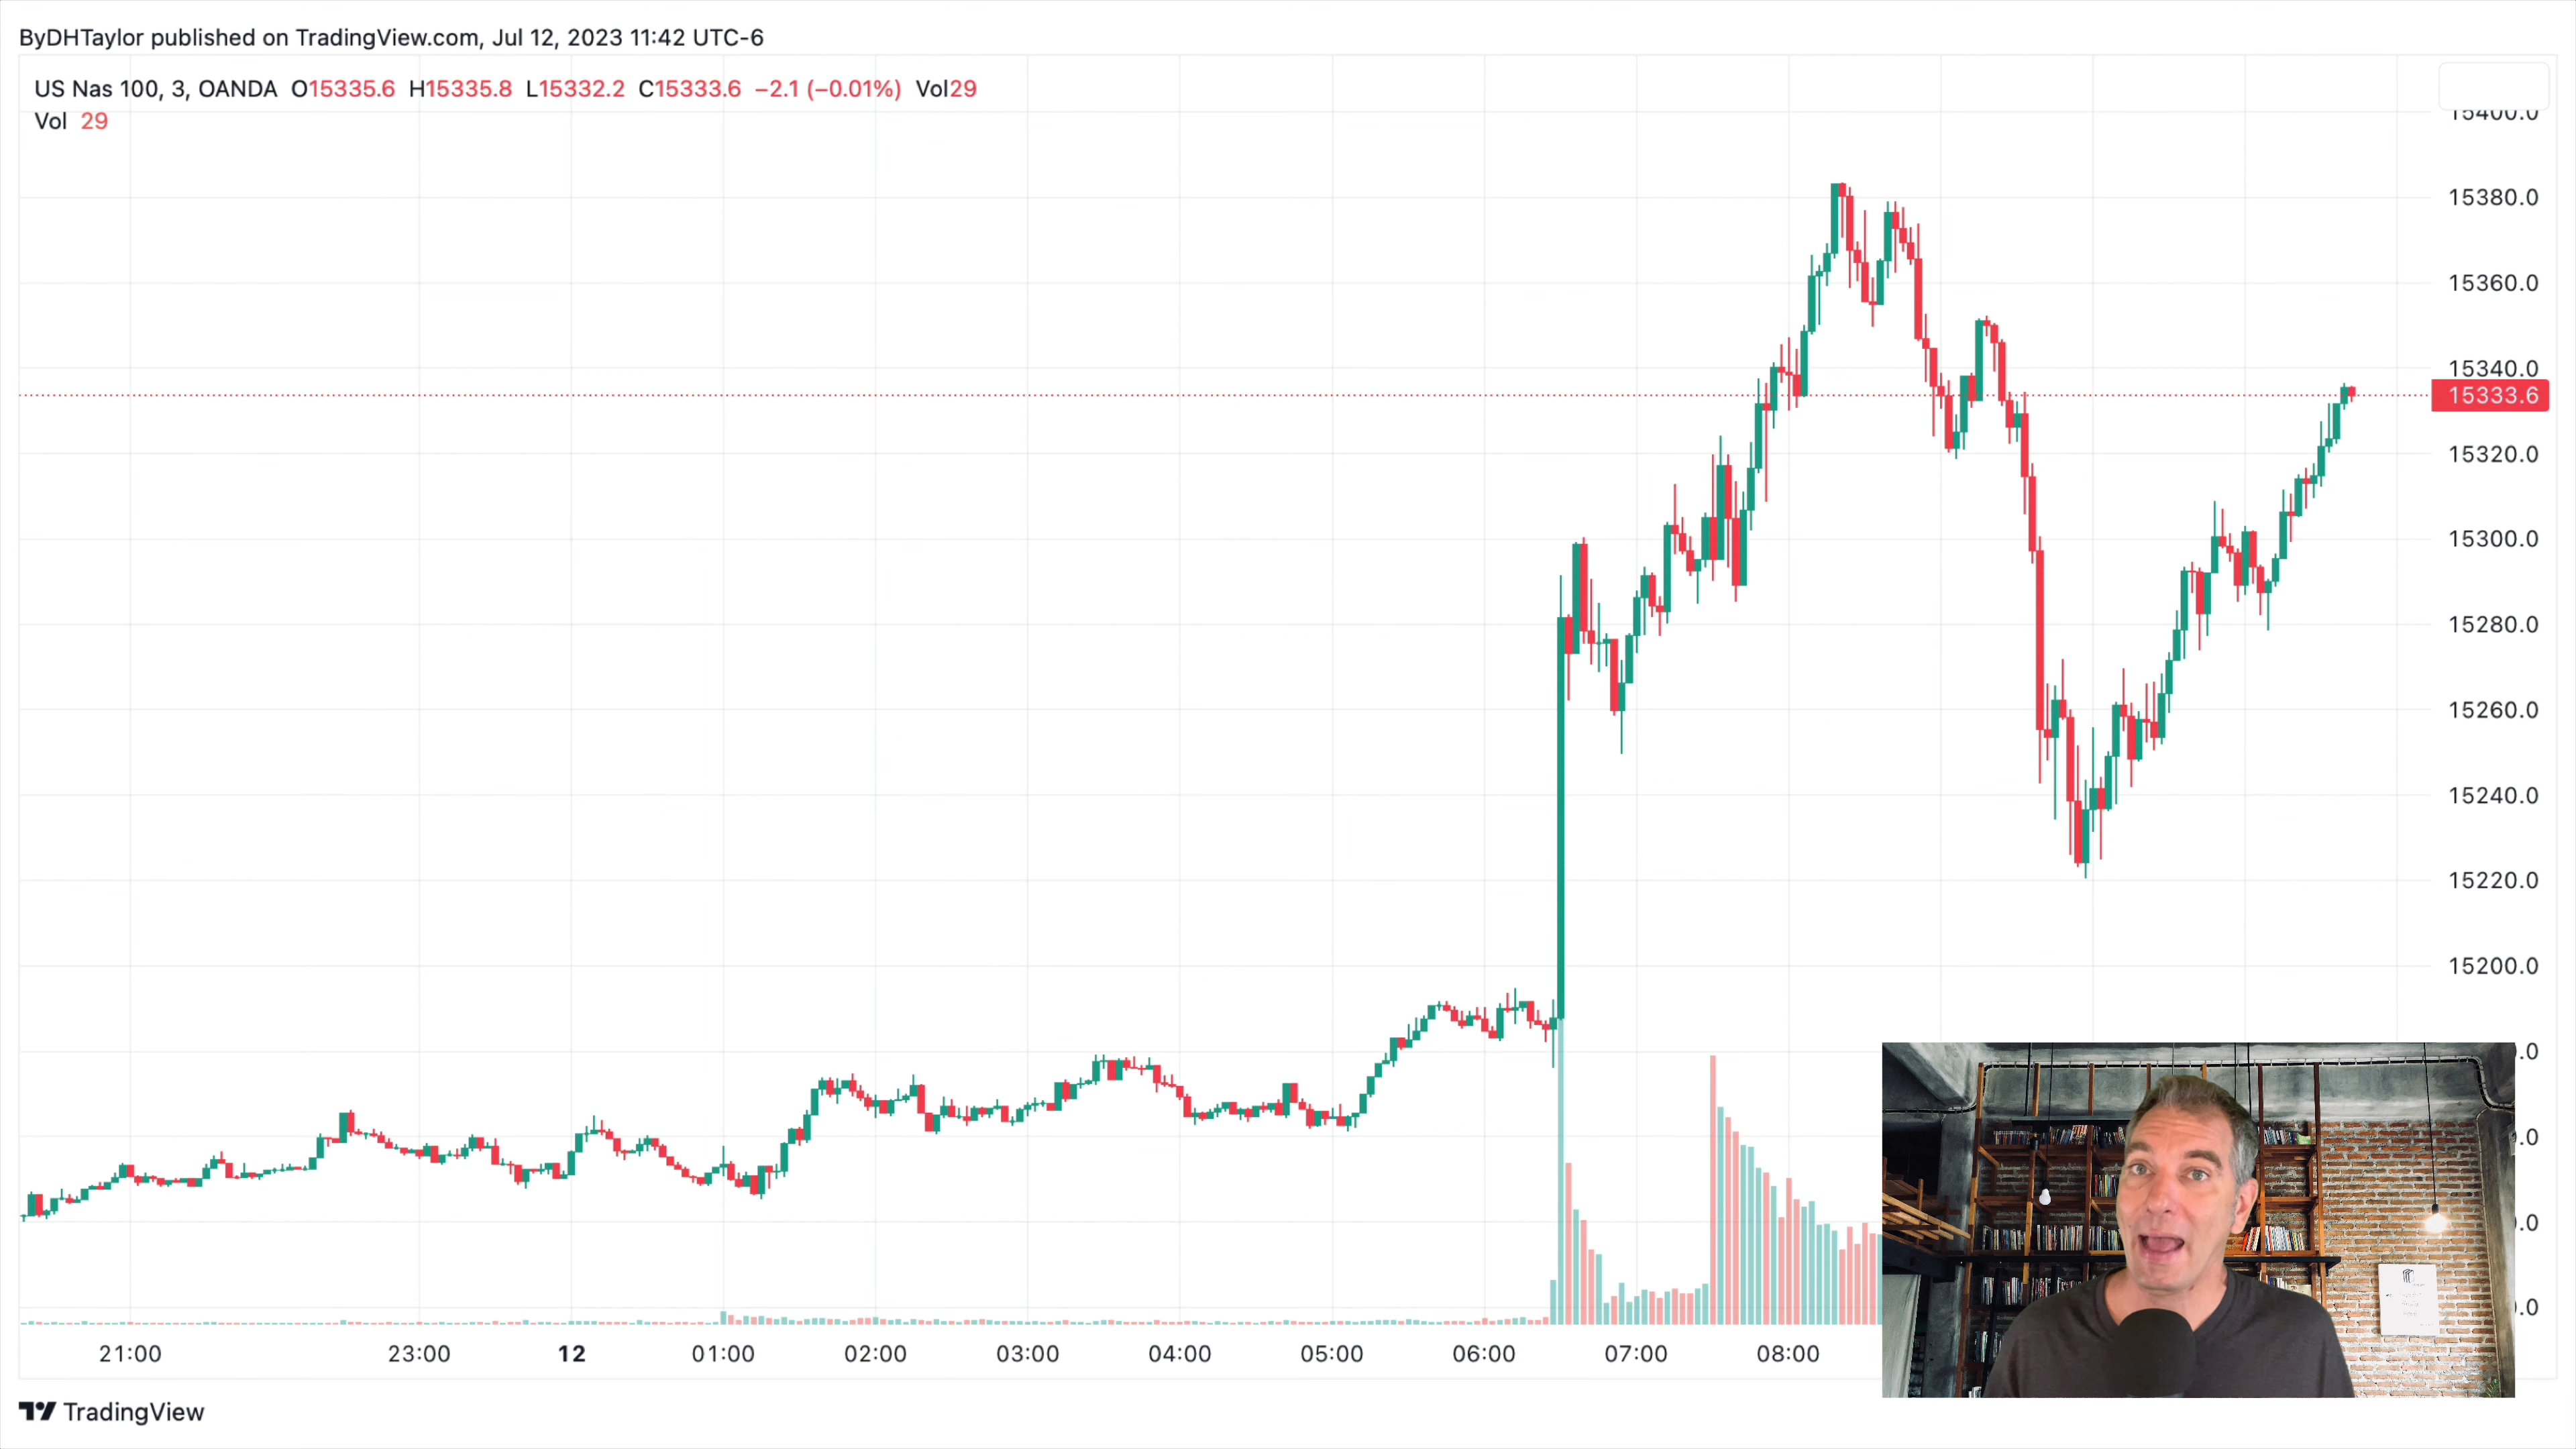 ByDHTaylor published on TradingView.com, Jul 12, 2023 11:42 UTC-6
US Nas 100, 3, OANDA O15335.6 H15335.8 L15332.2 C15333.6 −2.1 (−0.01%) Vol29
Vol 29
15400.0
15380.0
15360.0
15340.0
15333.6
15320.0
15300.0
15280.0
15260.0
15240.0
15220.0
15200.0
21:00 23:00 12 01:00 02:00 03:00 04:00 05:00 06:00 07:00 08:00
TradingView